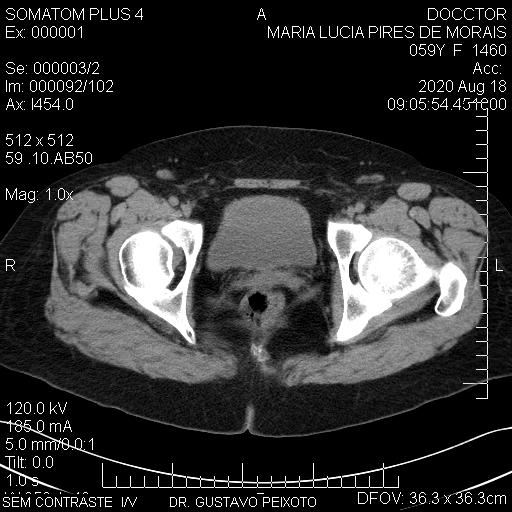 SOMATOM PLUS 4
Ex: 000001
A
DOCCTOR
MARIA LUCIA PIRES DE MORAIS
059Y F 1460
Se: 000003/2
Im: 000092/102
Ax: I454.0
Acc:
2020 Aug 18
09:05:54
512 x 512
59 .10.AB50
Mag: 1.0x
R
L
120.0 kV
185.0 mA
5.0 mm/0.0:1
Tilt: 0.0
1.0 s
SEM CONTRASTE I/V
DR. GUSTAVO PEIXOTO
DFOV: 36.3 x 36.3cm